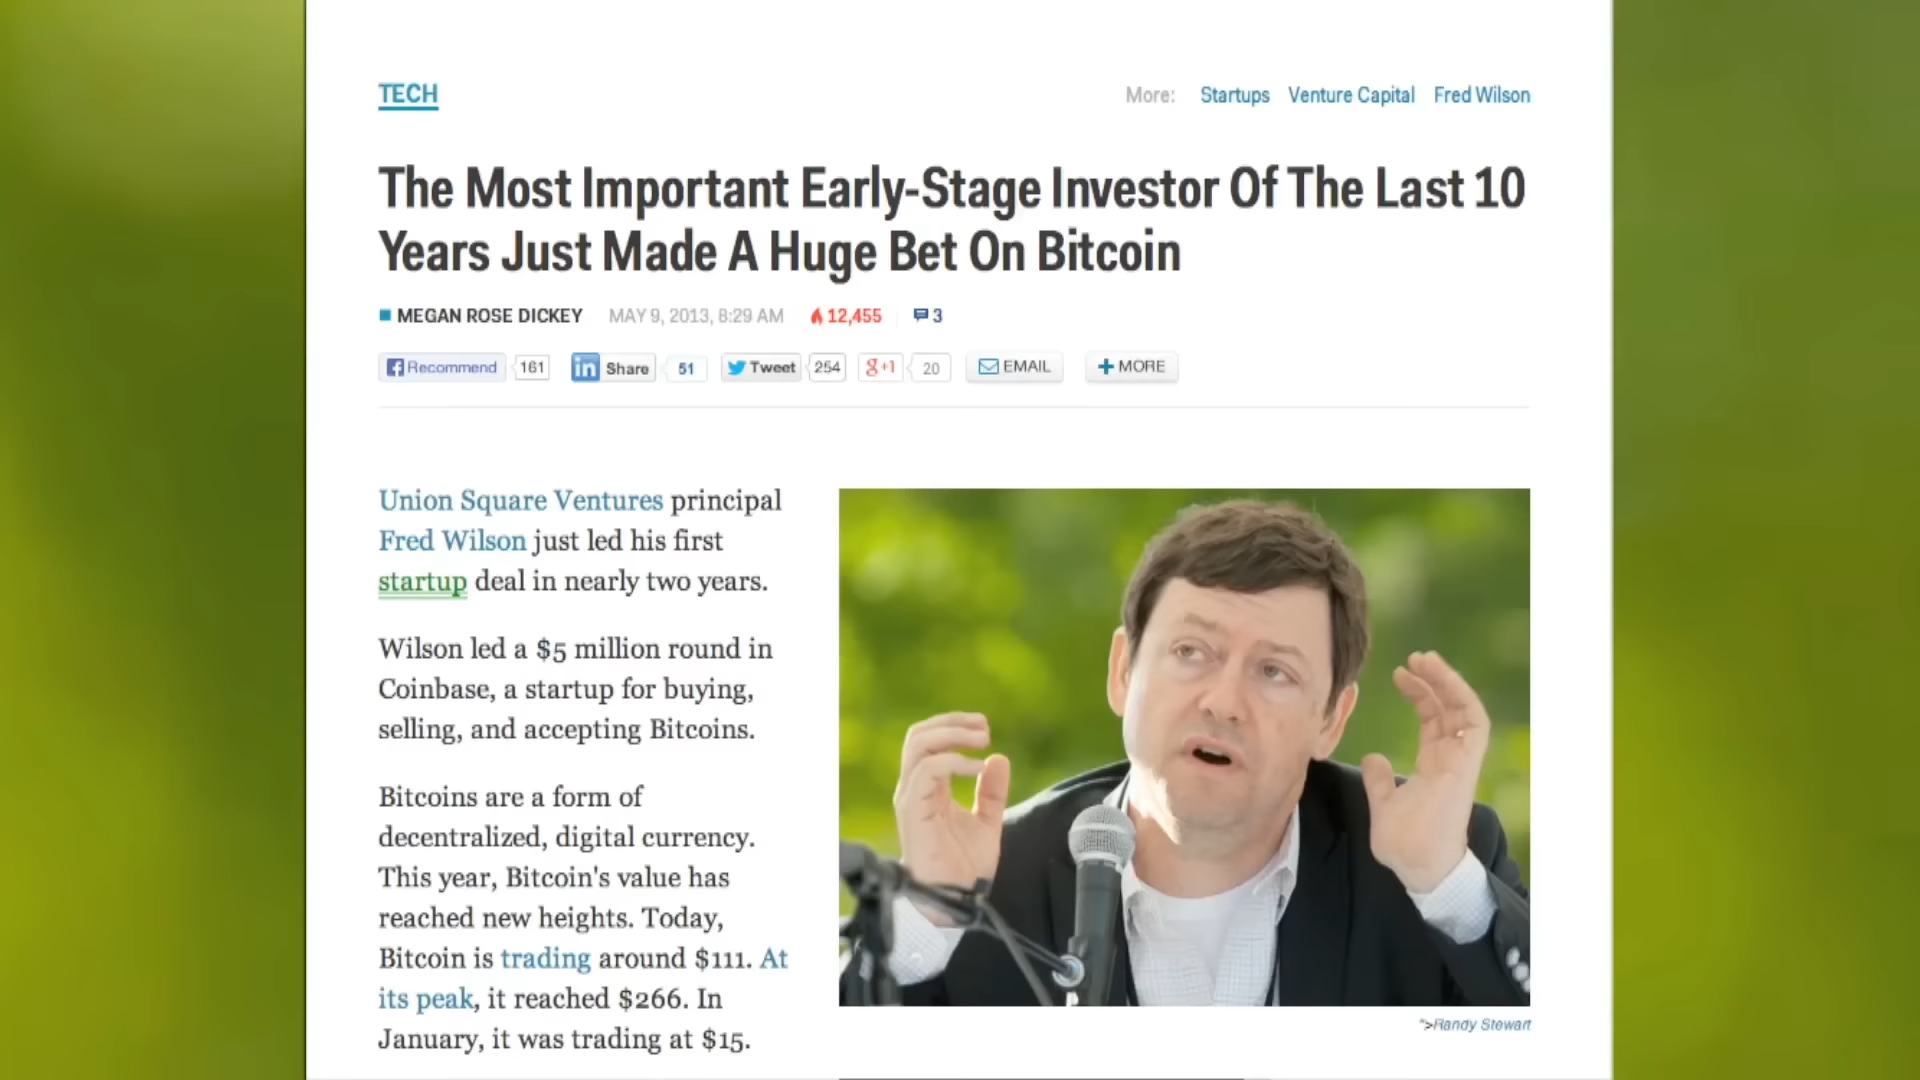 TECH
More: Startups Venture Capital Fred Wilson
The Most Important Early-Stage Investor Of The Last 10
Years Just Made A Huge Bet On Bitcoin
MEGAN ROSE DICKEY MAY 9, 2013, 8:29 AM 12,455 3
Recommend 161 in Share 51 Tweet 254 g+1 20 EMAIL + MORE
Union Square Ventures principal
Fred Wilson just led his first
startup deal in nearly two years.
Wilson led a $5 million round in
Coinbase, a startup for buying,
selling, and accepting Bitcoins.
Bitcoins are a form of
decentralized, digital currency.
This year, Bitcoin's value has
reached new heights. Today,
Bitcoin is trading around $111. At
its peak, it reached $266. In
January, it was trading at $15.
">Randy Stewart